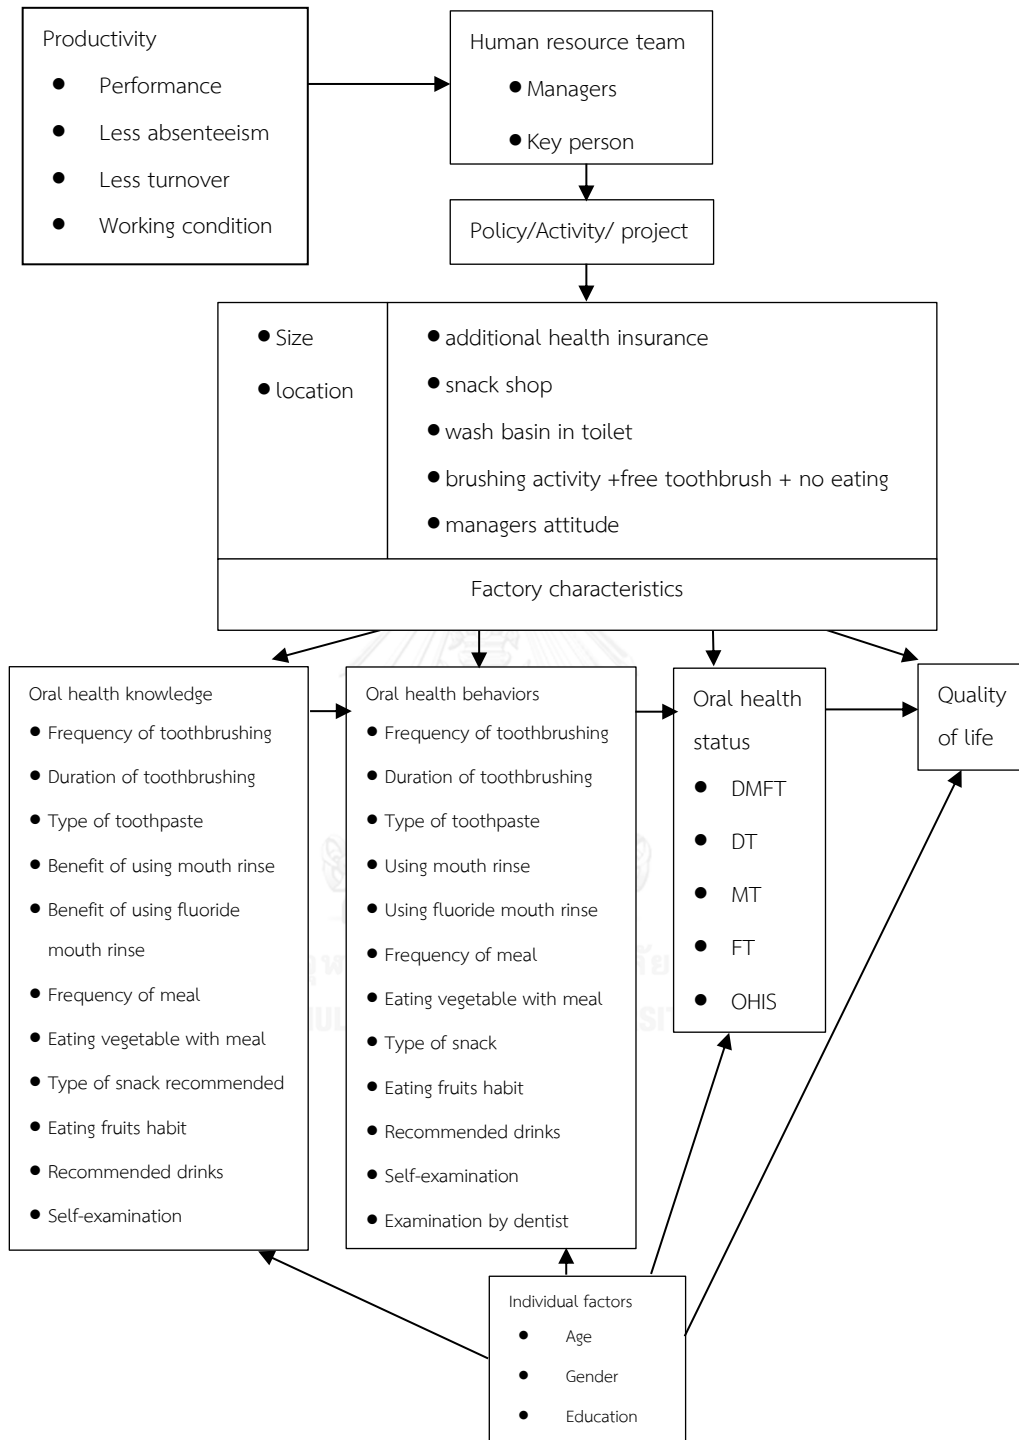 Productivity
● Performance
● Less absenteeism
● Less turnover
● Working condition
Human resource team
● Managers
● Key person
Policy/Activity/ project
● Size
● location
● additional health insurance
● snack shop
● wash basin in toilet
● brushing activity +free toothbrush + no eating
● managers attitude
Factory characteristics
Oral health knowledge
● Frequency of toothbrushing
● Duration of toothbrushing
● Type of toothpaste
● Benefit of using mouth rinse
● Benefit of using fluoride
mouth rinse
● Frequency of meal
● Eating vegetable with meal
● Type of snack recommended
● Eating fruits habit
● Recommended drinks
● Self-examination
Oral health behaviors
● Frequency of toothbrushing
● Duration of toothbrushing
● Type of toothpaste
● Using mouth rinse
● Using fluoride mouth rinse
● Frequency of meal
● Eating vegetable with meal
● Type of snack
● Eating fruits habit
● Recommended drinks
● Self-examination
● Examination by dentist
Oral health
status
● DMFT
● DT
● MT
● FT
● OHIS
Quality
of life
Individual factors
● Age
● Gender
● Education